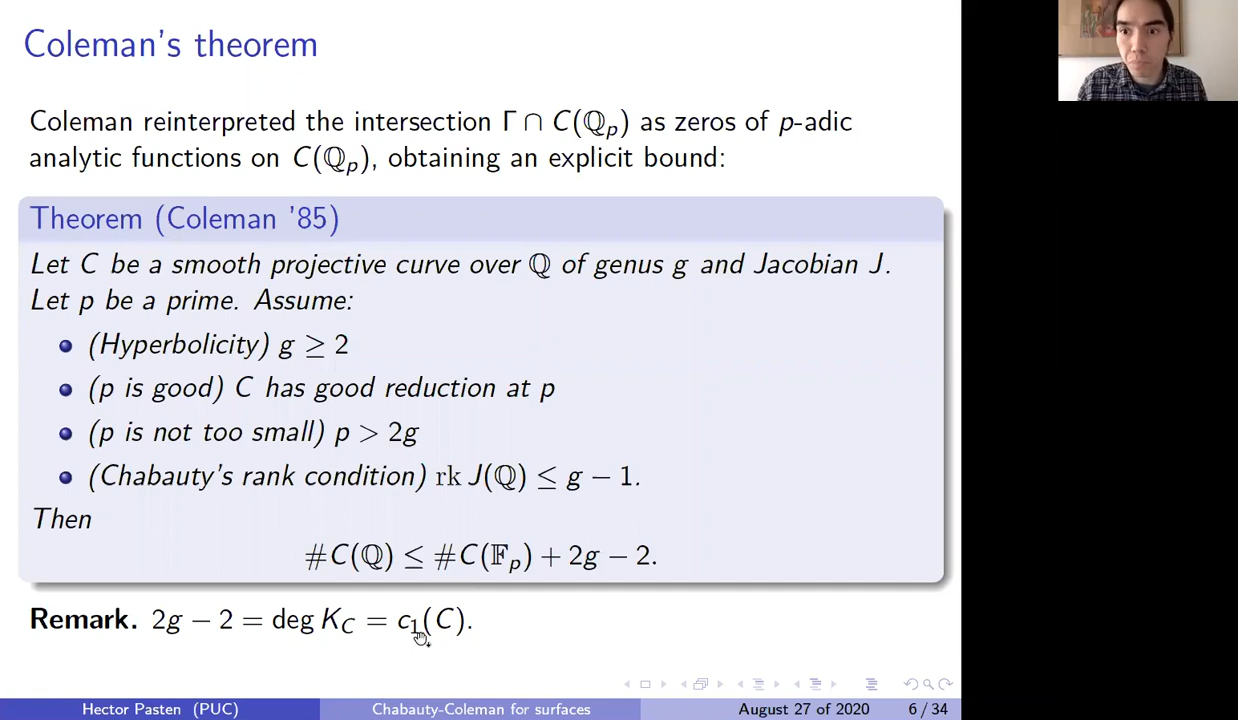 Coleman's theorem
Coleman reinterpreted the intersection Γ ∩ C(ℚ_p) as zeros of p-adic
analytic functions on C(ℚ_p), obtaining an explicit bound:
Theorem (Coleman '85)
Let C be a smooth projective curve over ℚ of genus g and Jacobian J.
Let p be a prime. Assume:
(Hyperbolicity) g ≥ 2
(p is good) C has good reduction at p
(p is not too small) p > 2g
(Chabauty's rank condition) rk J(ℚ) ≤ g − 1.
Then
#C(ℚ) ≤ #C(𝔽_p) + 2g − 2.
Remark. 2g − 2 = deg K_C = c_1(C).
Hector Pasten (PUC) Chabauty-Coleman for surfaces August 27 of 2020 6 / 34